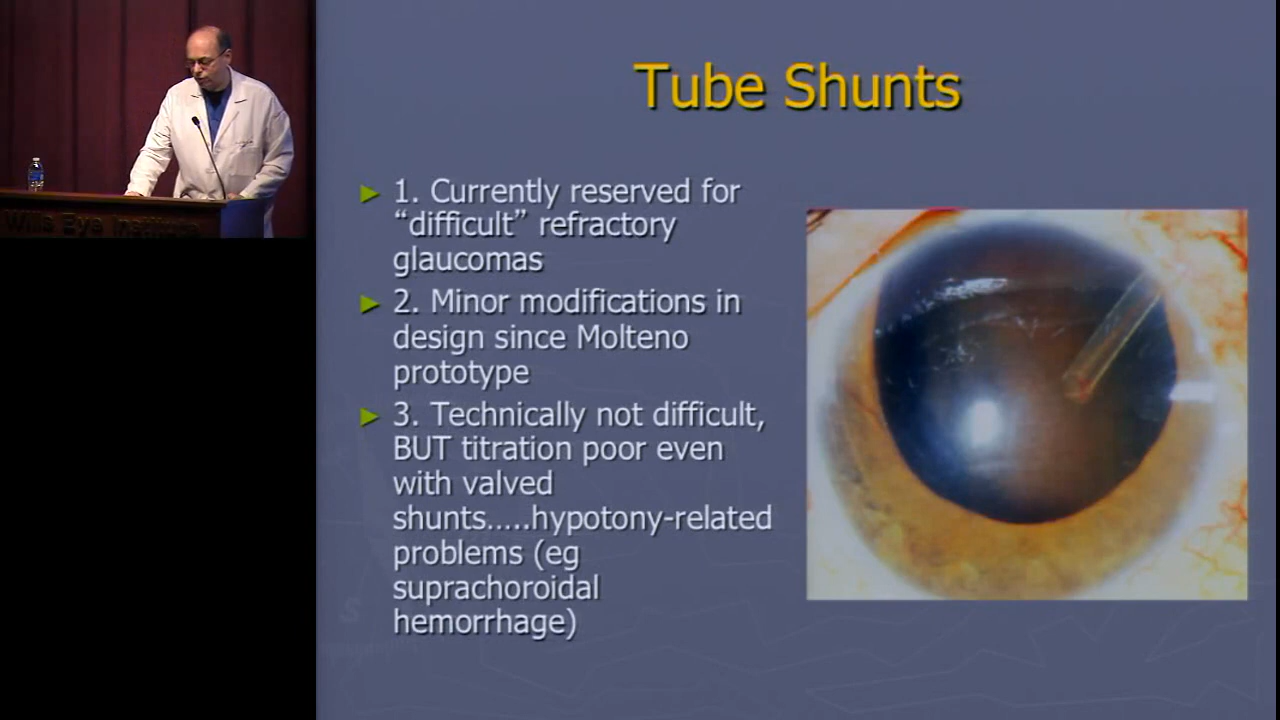 Tube Shunts
► 1. Currently reserved for
“difficult” refractory
glaucomas
► 2. Minor modifications in
design since Molteno
prototype
► 3. Technically not difficult,
BUT titration poor even
with valved
shunts.....hypotony-related
problems (eg
suprachoroidal
hemorrhage)
Wills Eye Institute